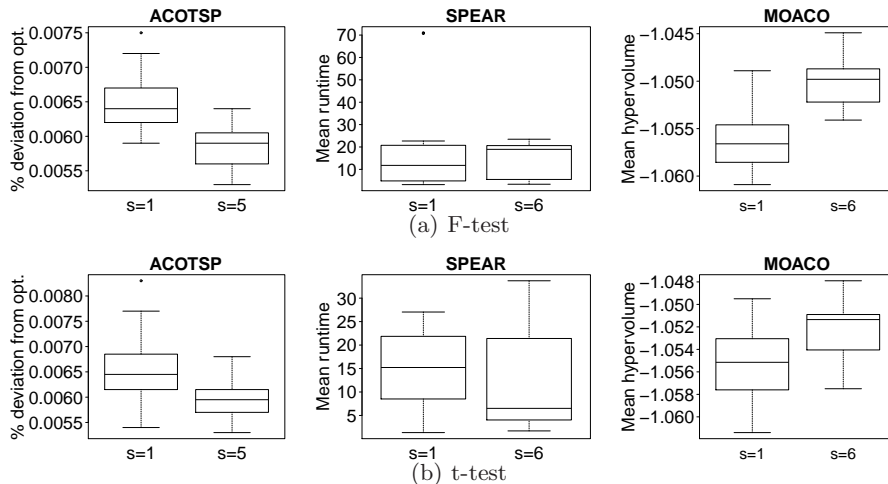 ACOTSP
% deviation from opt.
0.0075
0.0065
0.0060
0.0055
s=1 s=5
SPEAR
Mean runtime
70
60
50
40
30
20
10
s=1 s=6
MOACO
Mean hypervolume
−1.050
−1.055
−1.060
s=1 s=6
(a) F-test
ACOTSP
% deviation from opt.
0.0080
0.0075
0.0070
0.0065
0.0060
0.0055
s=1 s=5
SPEAR
Mean runtime
30
25
20
15
10
5
s=1 s=6
MOACO
Mean hypervolume
−1.048
−1.050
−1.052
−1.054
−1.056
−1.058
−1.060
s=1 s=6
(b) t-test